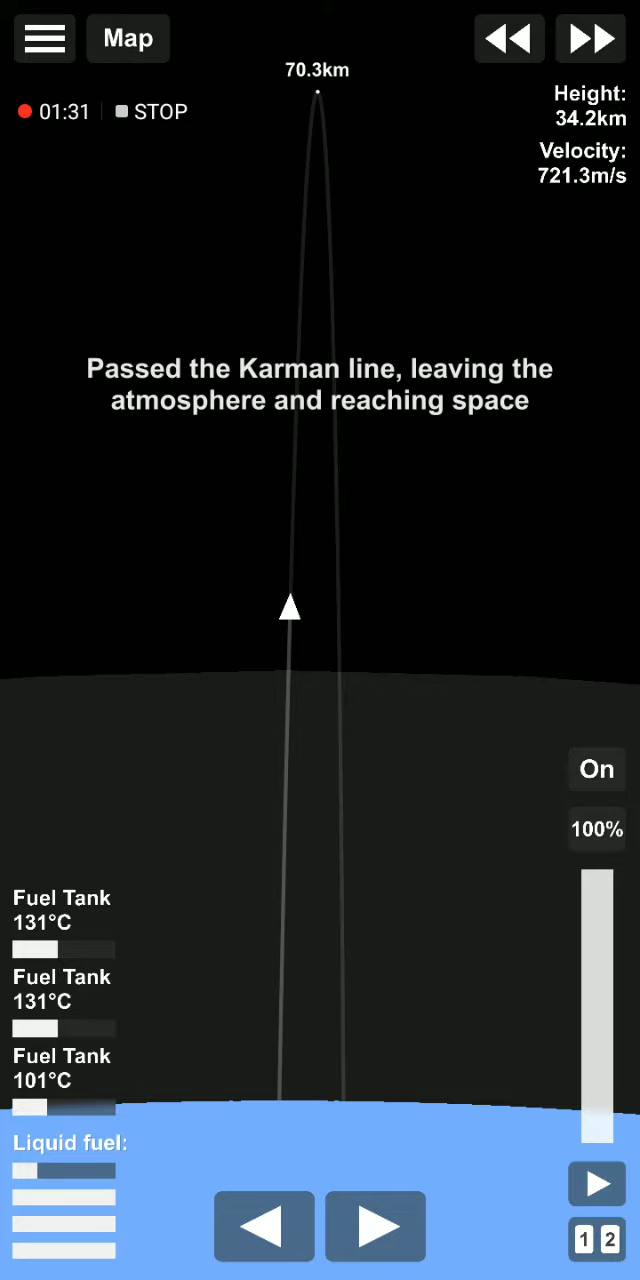 Map
70.3km
01:31
STOP
Height:
34.2km
Velocity:
721.3m/s
Passed the Karman line, leaving the
atmosphere and reaching space
On
100%
Fuel Tank
131°C
Fuel Tank
131°C
Fuel Tank
101°C
Liquid fuel:
1 2